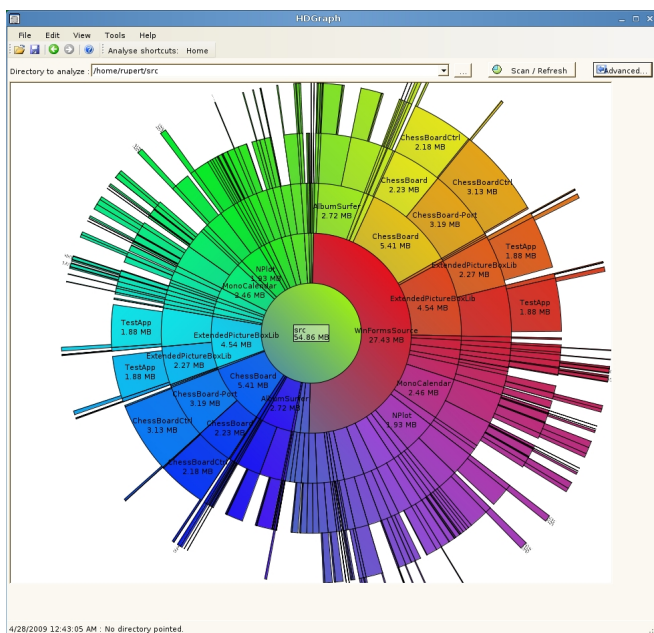 HDGraph
File Edit View Tools Help
Analyse shortcuts: Home
Directory to analyze : /home/rupert/src ... Scan / Refresh Advanced...
ChessBoardCtrl
2.18 MB
ChessBoard
2.23 MB
ChessBoardCtrl
3.13 MB
AlbumSurfer
2.72 MB
ChessBoard-Port
3.19 MB
ChessBoard
5.41 MB
TestApp
1.88 MB
ExtendedPictureBoxLib
2.27 MB
NPlot
1.93 MB
MonoCalendar
2.46 MB
ExtendedPictureBoxLib
4.54 MB
TestApp
1.88 MB
TestApp
1.88 MB
ExtendedPictureBoxLib
4.54 MB
src
54.86 MB
WinFormsSource
27.43 MB
ExtendedPictureBoxLib
2.27 MB
TestApp
1.88 MB
ChessBoard
5.41 MB
MonoCalendar
2.46 MB
ChessBoard-Port
3.19 MB
AlbumSurfer
2.72 MB
NPlot
1.93 MB
ChessBoardCtrl
3.13 MB
ChessBoard
2.23 MB
ChessBoardCtrl
2.18 MB
4/28/2009 12:43:05 AM : No directory pointed.